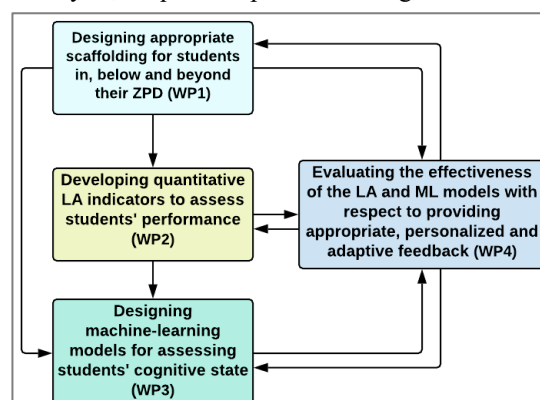 Designing appropriate
scaffolding for students
in, below and beyond
their ZPD (WP1)
Developing quantitative
LA indicators to assess
students' performance
(WP2)
Evaluating the effectiveness
of the LA and ML models with
respect to providing
appropriate, personalized and
adaptive feedback (WP4)
Designing
machine-learning
models for assessing
students' cognitive state
(WP3)